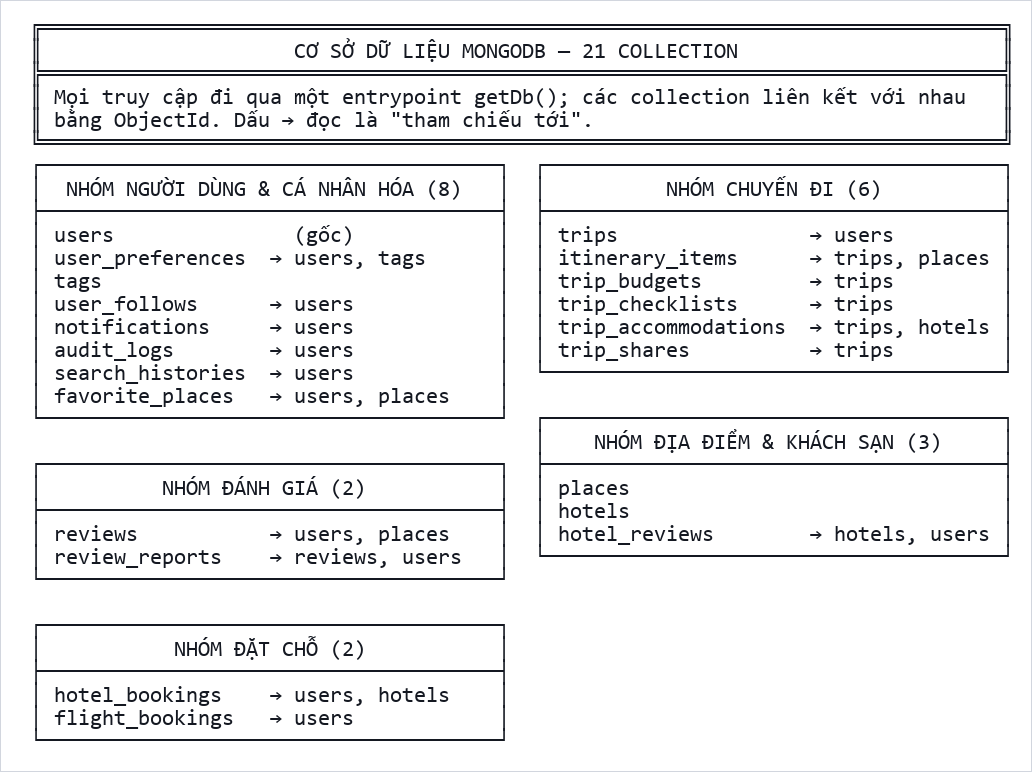 CƠ SỞ DỮ LIỆU MONGODB — 21 COLLECTION
Mọi truy cập đi qua một entrypoint getDb(); các collection liên kết với nhau
bằng ObjectId. Dấu → đọc là "tham chiếu tới".
NHÓM NGƯỜI DÙNG & CÁ NHÂN HÓA (8)
users (gốc)
user_preferences → users, tags
tags
user_follows → users
notifications → users
audit_logs → users
search_histories → users
favorite_places → users, places
NHÓM CHUYẾN ĐI (6)
trips → users
itinerary_items → trips, places
trip_budgets → trips
trip_checklists → trips
trip_accommodations → trips, hotels
trip_shares → trips
NHÓM ĐÁNH GIÁ (2)
reviews → users, places
review_reports → reviews, users
NHÓM ĐỊA ĐIỂM & KHÁCH SẠN (3)
places
hotels
hotel_reviews → hotels, users
NHÓM ĐẶT CHỖ (2)
hotel_bookings → users, hotels
flight_bookings → users